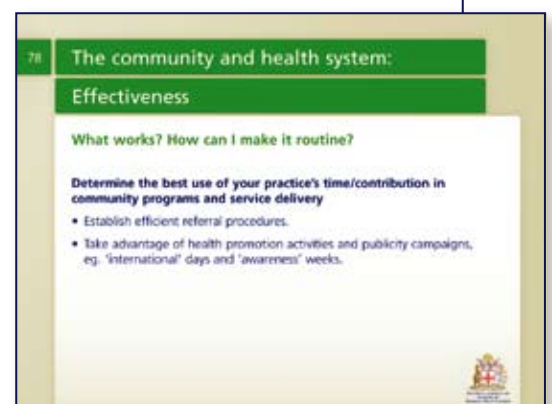 78
The community and health system:
Effectiveness
What works? How can I make it routine?
Determine the best use of your practice's time/contribution in
community programs and service delivery
• Establish efficient referral procedures.
• Take advantage of health promotion activities and publicity campaigns,
eg. 'international' days and 'awareness' weeks.